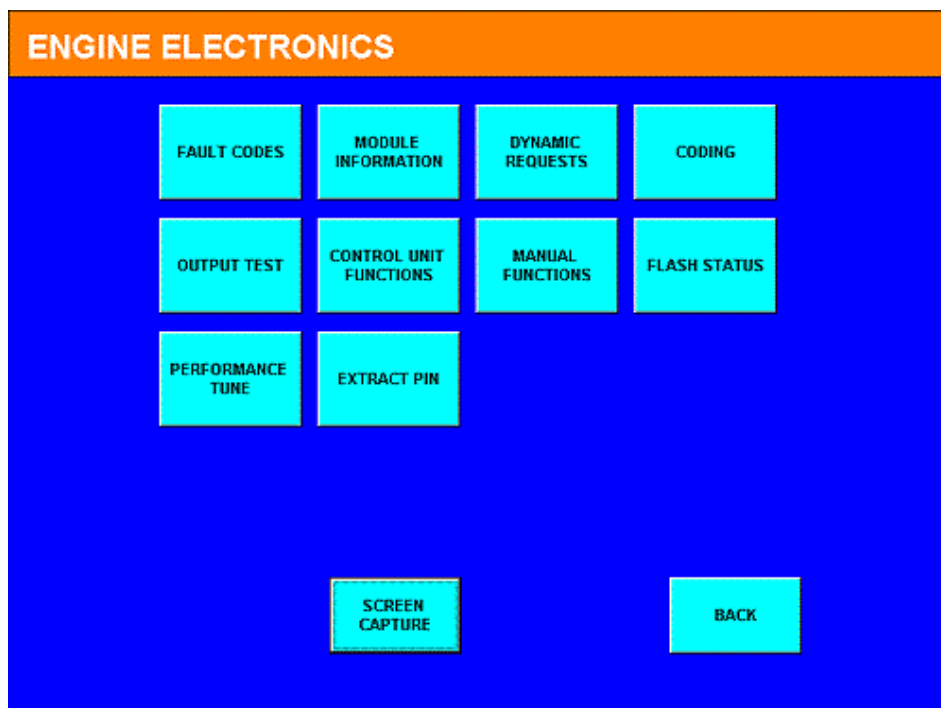 ENGINE ELECTRONICS
FAULT CODES
MODULE
INFORMATION
DYNAMIC
REQUESTS
CODING
OUTPUT TEST
CONTROL UNIT
FUNCTIONS
MANUAL
FUNCTIONS
FLASH STATUS
PERFORMANCE
TUNE
EXTRACT PIN
SCREEN
CAPTURE
BACK